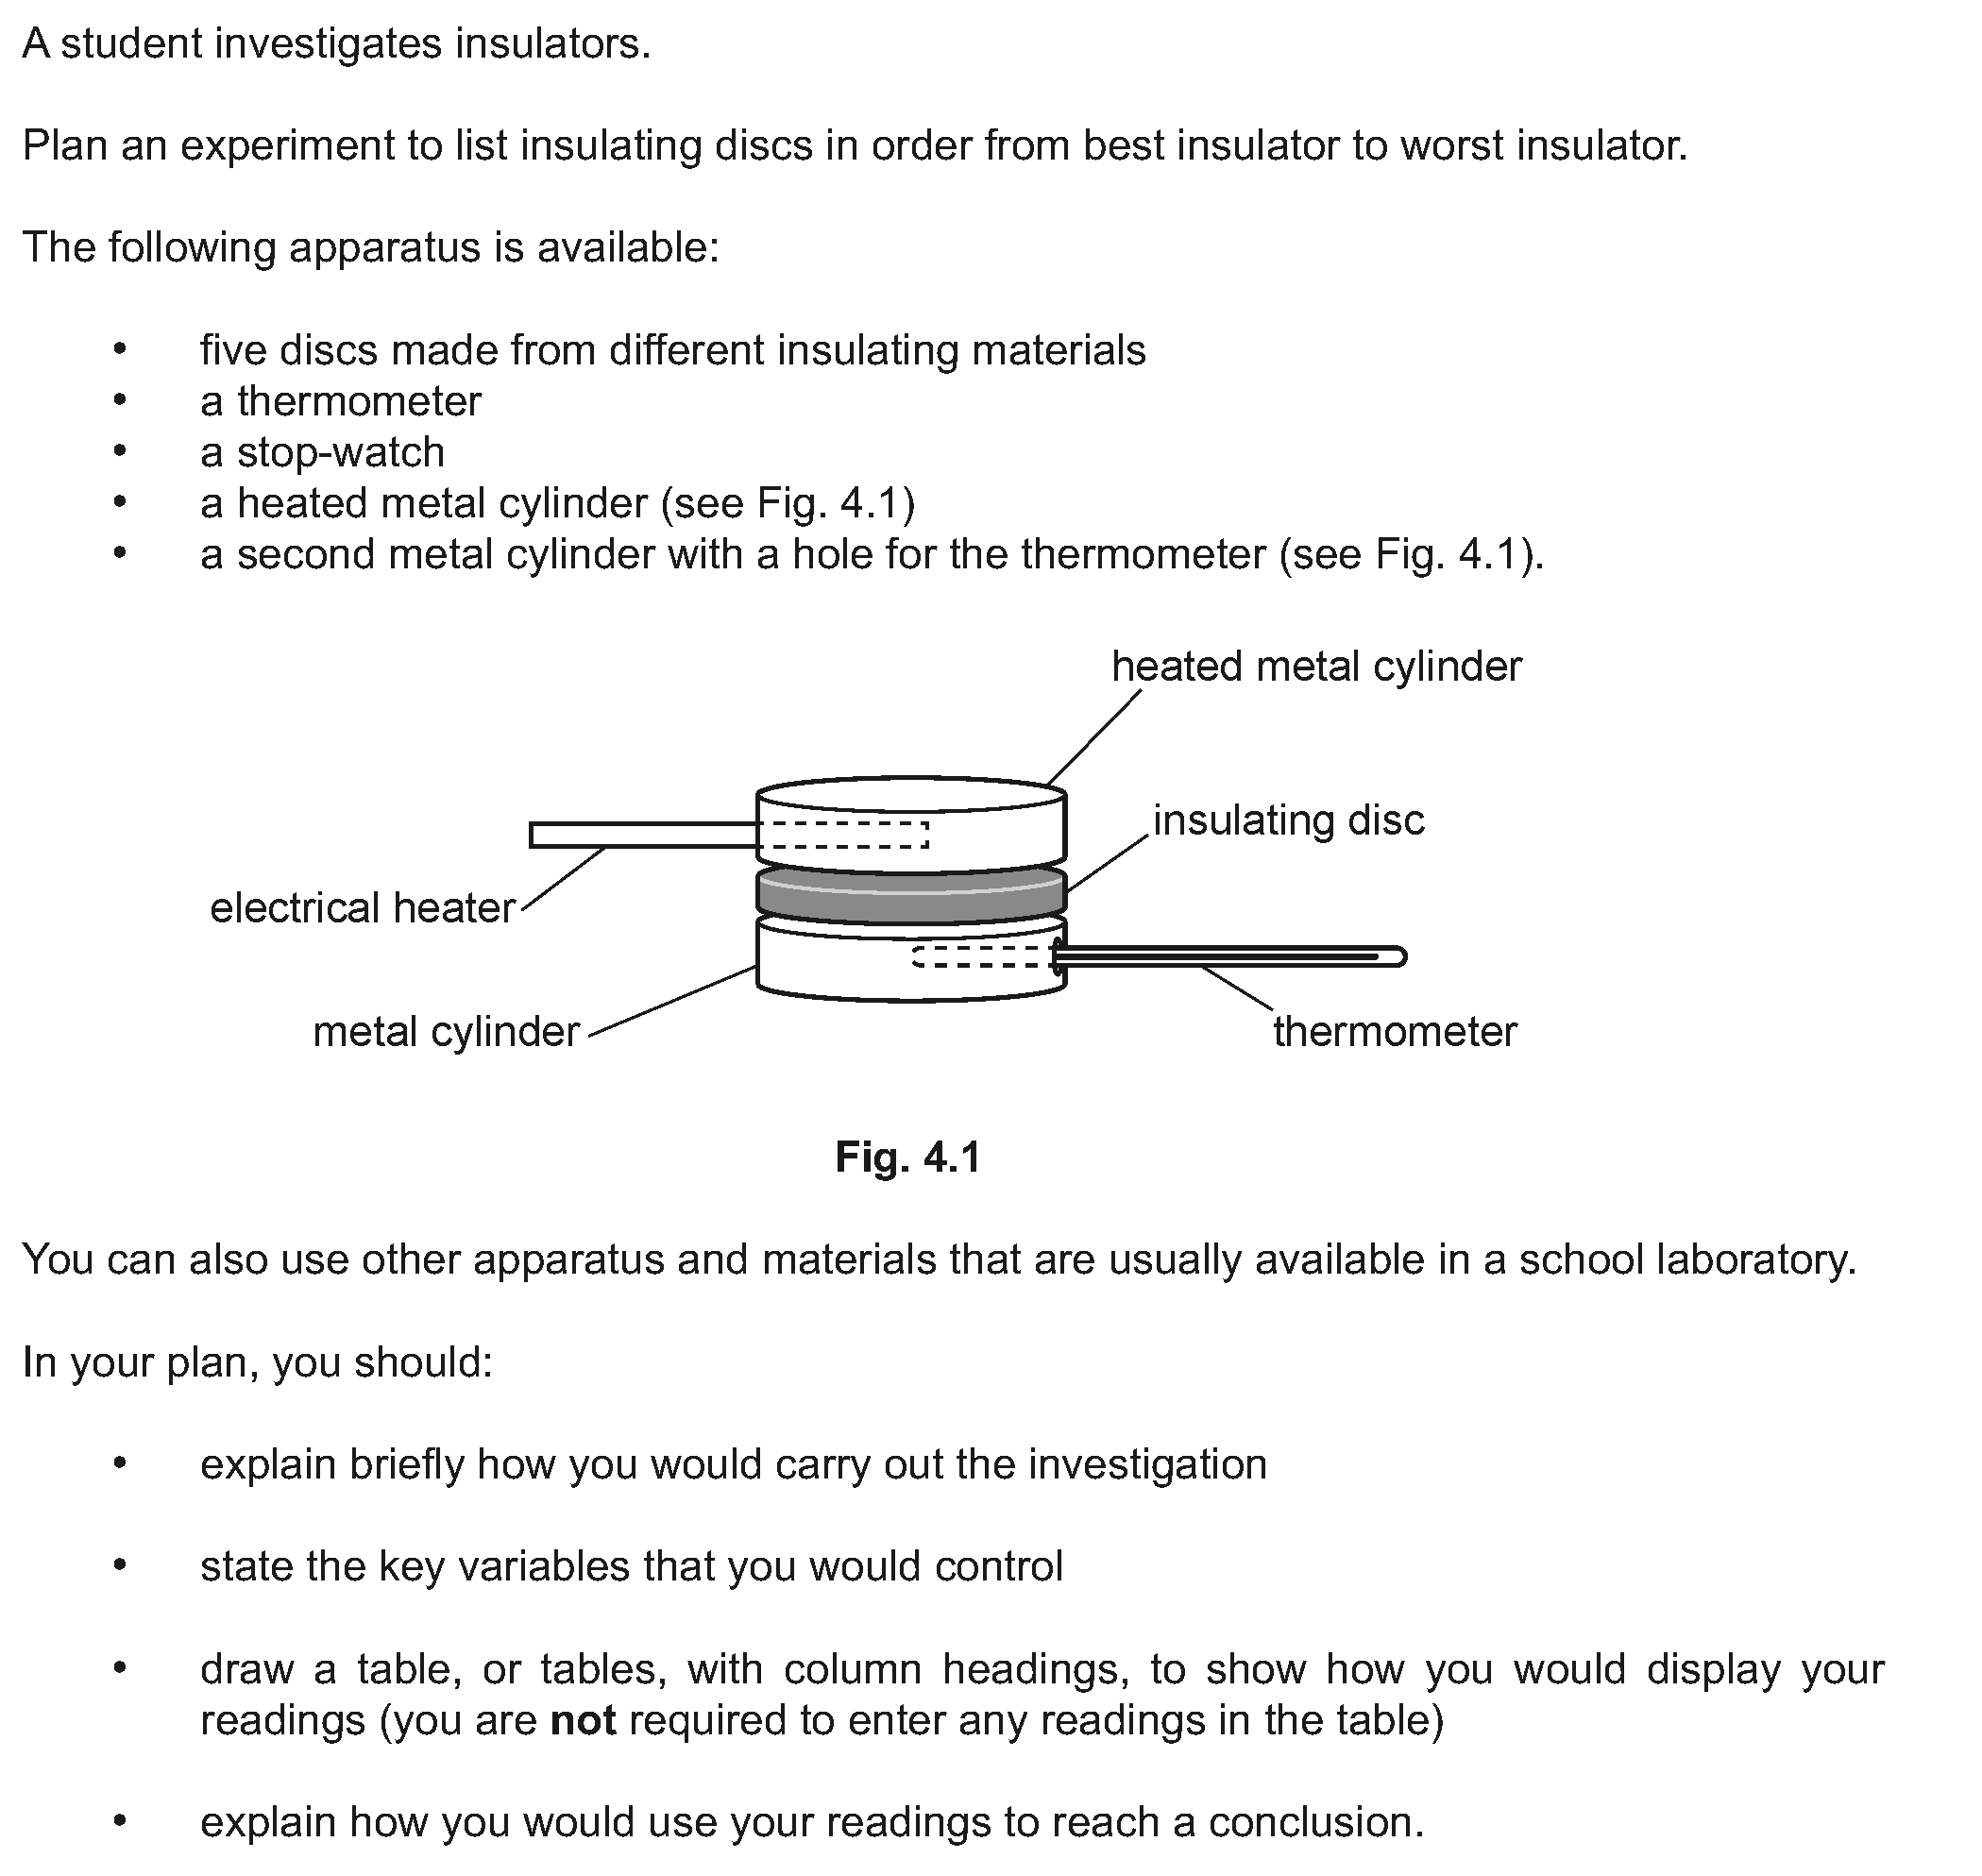 A student investigates insulators.
Plan an experiment to list insulating discs in order from best insulator to worst insulator.
The following apparatus is available:
• five discs made from different insulating materials
• a thermometer
• a stop-watch
• a heated metal cylinder (see Fig. 4.1)
• a second metal cylinder with a hole for the thermometer (see Fig. 4.1).
heated metal cylinder
insulating disc
electrical heater
metal cylinder
thermometer
Fig. 4.1
You can also use other apparatus and materials that are usually available in a school laboratory.
In your plan, you should:
• explain briefly how you would carry out the investigation
• state the key variables that you would control
• draw a table, or tables, with column headings, to show how you would display your
readings (you are not required to enter any readings in the table)
• explain how you would use your readings to reach a conclusion.